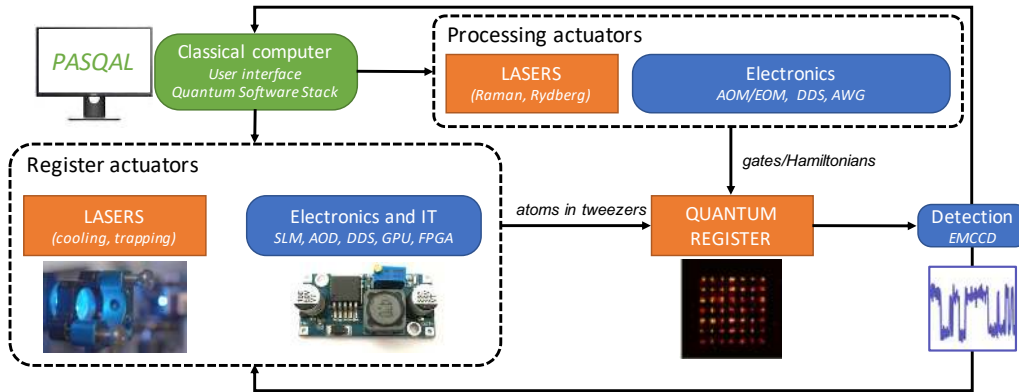 PASQAL
Classical computer
User interface
Quantum Software Stack
Processing actuators
LASERS
(Raman, Rydberg)
Electronics
AOM/EOM, DDS, AWG
Register actuators
LASERS
(cooling, trapping)
Electronics and IT
SLM, AOD, DDS, GPU, FPGA
atoms in tweezers
gates/Hamiltonians
QUANTUM
REGISTER
Detection
EMCCD